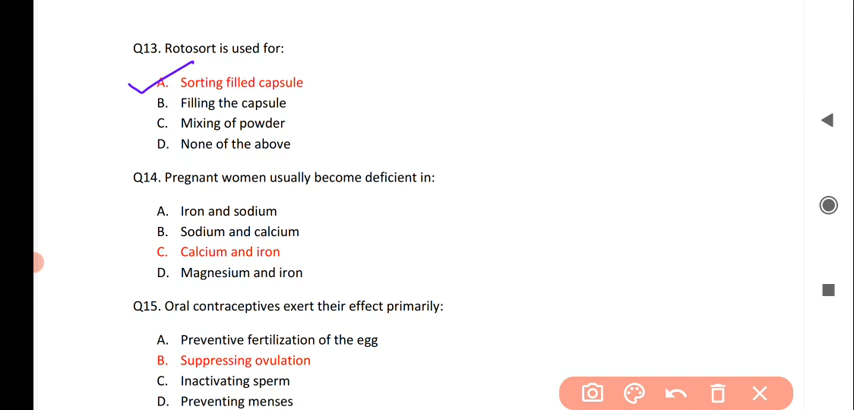 Q13. Rotosort is used for:
A. Sorting filled capsule
B. Filling the capsule
C. Mixing of powder
D. None of the above
Q14. Pregnant women usually become deficient in:
A. Iron and sodium
B. Sodium and calcium
C. Calcium and iron
D. Magnesium and iron
Q15. Oral contraceptives exert their effect primarily:
A. Preventive fertilization of the egg
B. Suppressing ovulation
C. Inactivating sperm
D. Preventing menses